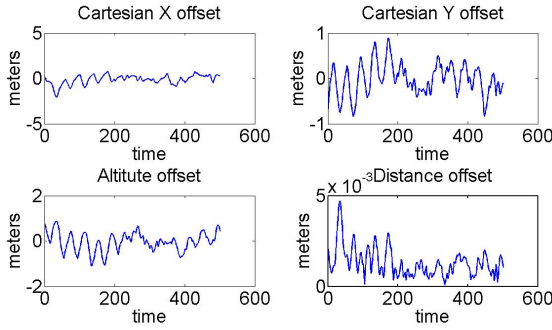 Cartesian X offset
5
0
-5
meters
0 200 400 600
time
Cartesian Y offset
1
0
-1
meters
0 200 400 600
time
Altitute offset
2
0
-2
meters
0 200 400 600
time
x 10⁻³ Distance offset
5
0
meters
0 200 400 600
time